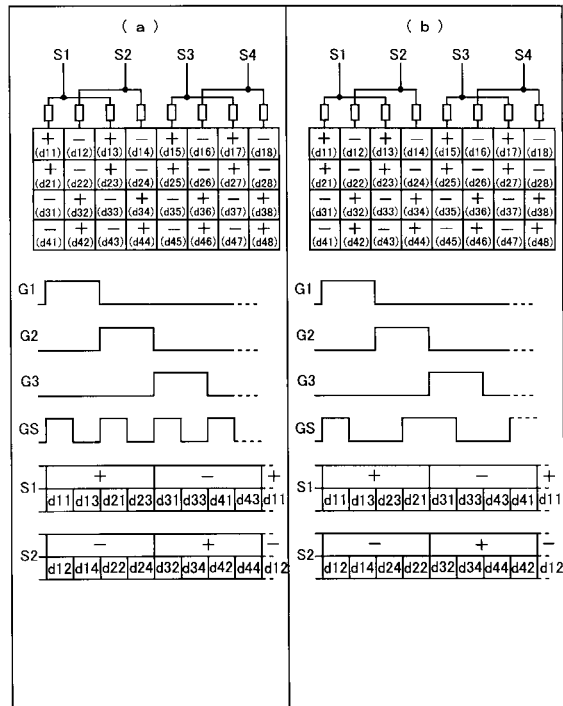 ( a )
S1 S2 S3 S4
+ − + − + − + −
(d11) (d12) (d13) (d14) (d15) (d16) (d17) (d18)
+ − + − + − + −
(d21) (d22) (d23) (d24) (d25) (d26) (d27) (d28)
− + − + − + − +
(d31) (d32) (d33) (d34) (d35) (d36) (d37) (d38)
− + − + − + − +
(d41) (d42) (d43) (d44) (d45) (d46) (d47) (d48)
G1
G2
G3
GS
+ − +
S1 d11 d13 d21 d23 d31 d33 d41 d43 d11
− + −
S2 d12 d14 d22 d24 d32 d34 d42 d44 d12
( b )
S1 S2 S3 S4
+ − + − + − + −
(d11) (d12) (d13) (d14) (d15) (d16) (d17) (d18)
+ − + − + − + −
(d21) (d22) (d23) (d24) (d25) (d26) (d27) (d28)
− + − + − + − +
(d31) (d32) (d33) (d34) (d35) (d36) (d37) (d38)
− + − + − + − +
(d41) (d42) (d43) (d44) (d45) (d46) (d47) (d48)
G1
G2
G3
GS
+ − +
S1 d11 d13 d23 d21 d31 d33 d43 d41 d11
− + −
S2 d12 d14 d24 d22 d32 d34 d44 d42 d12